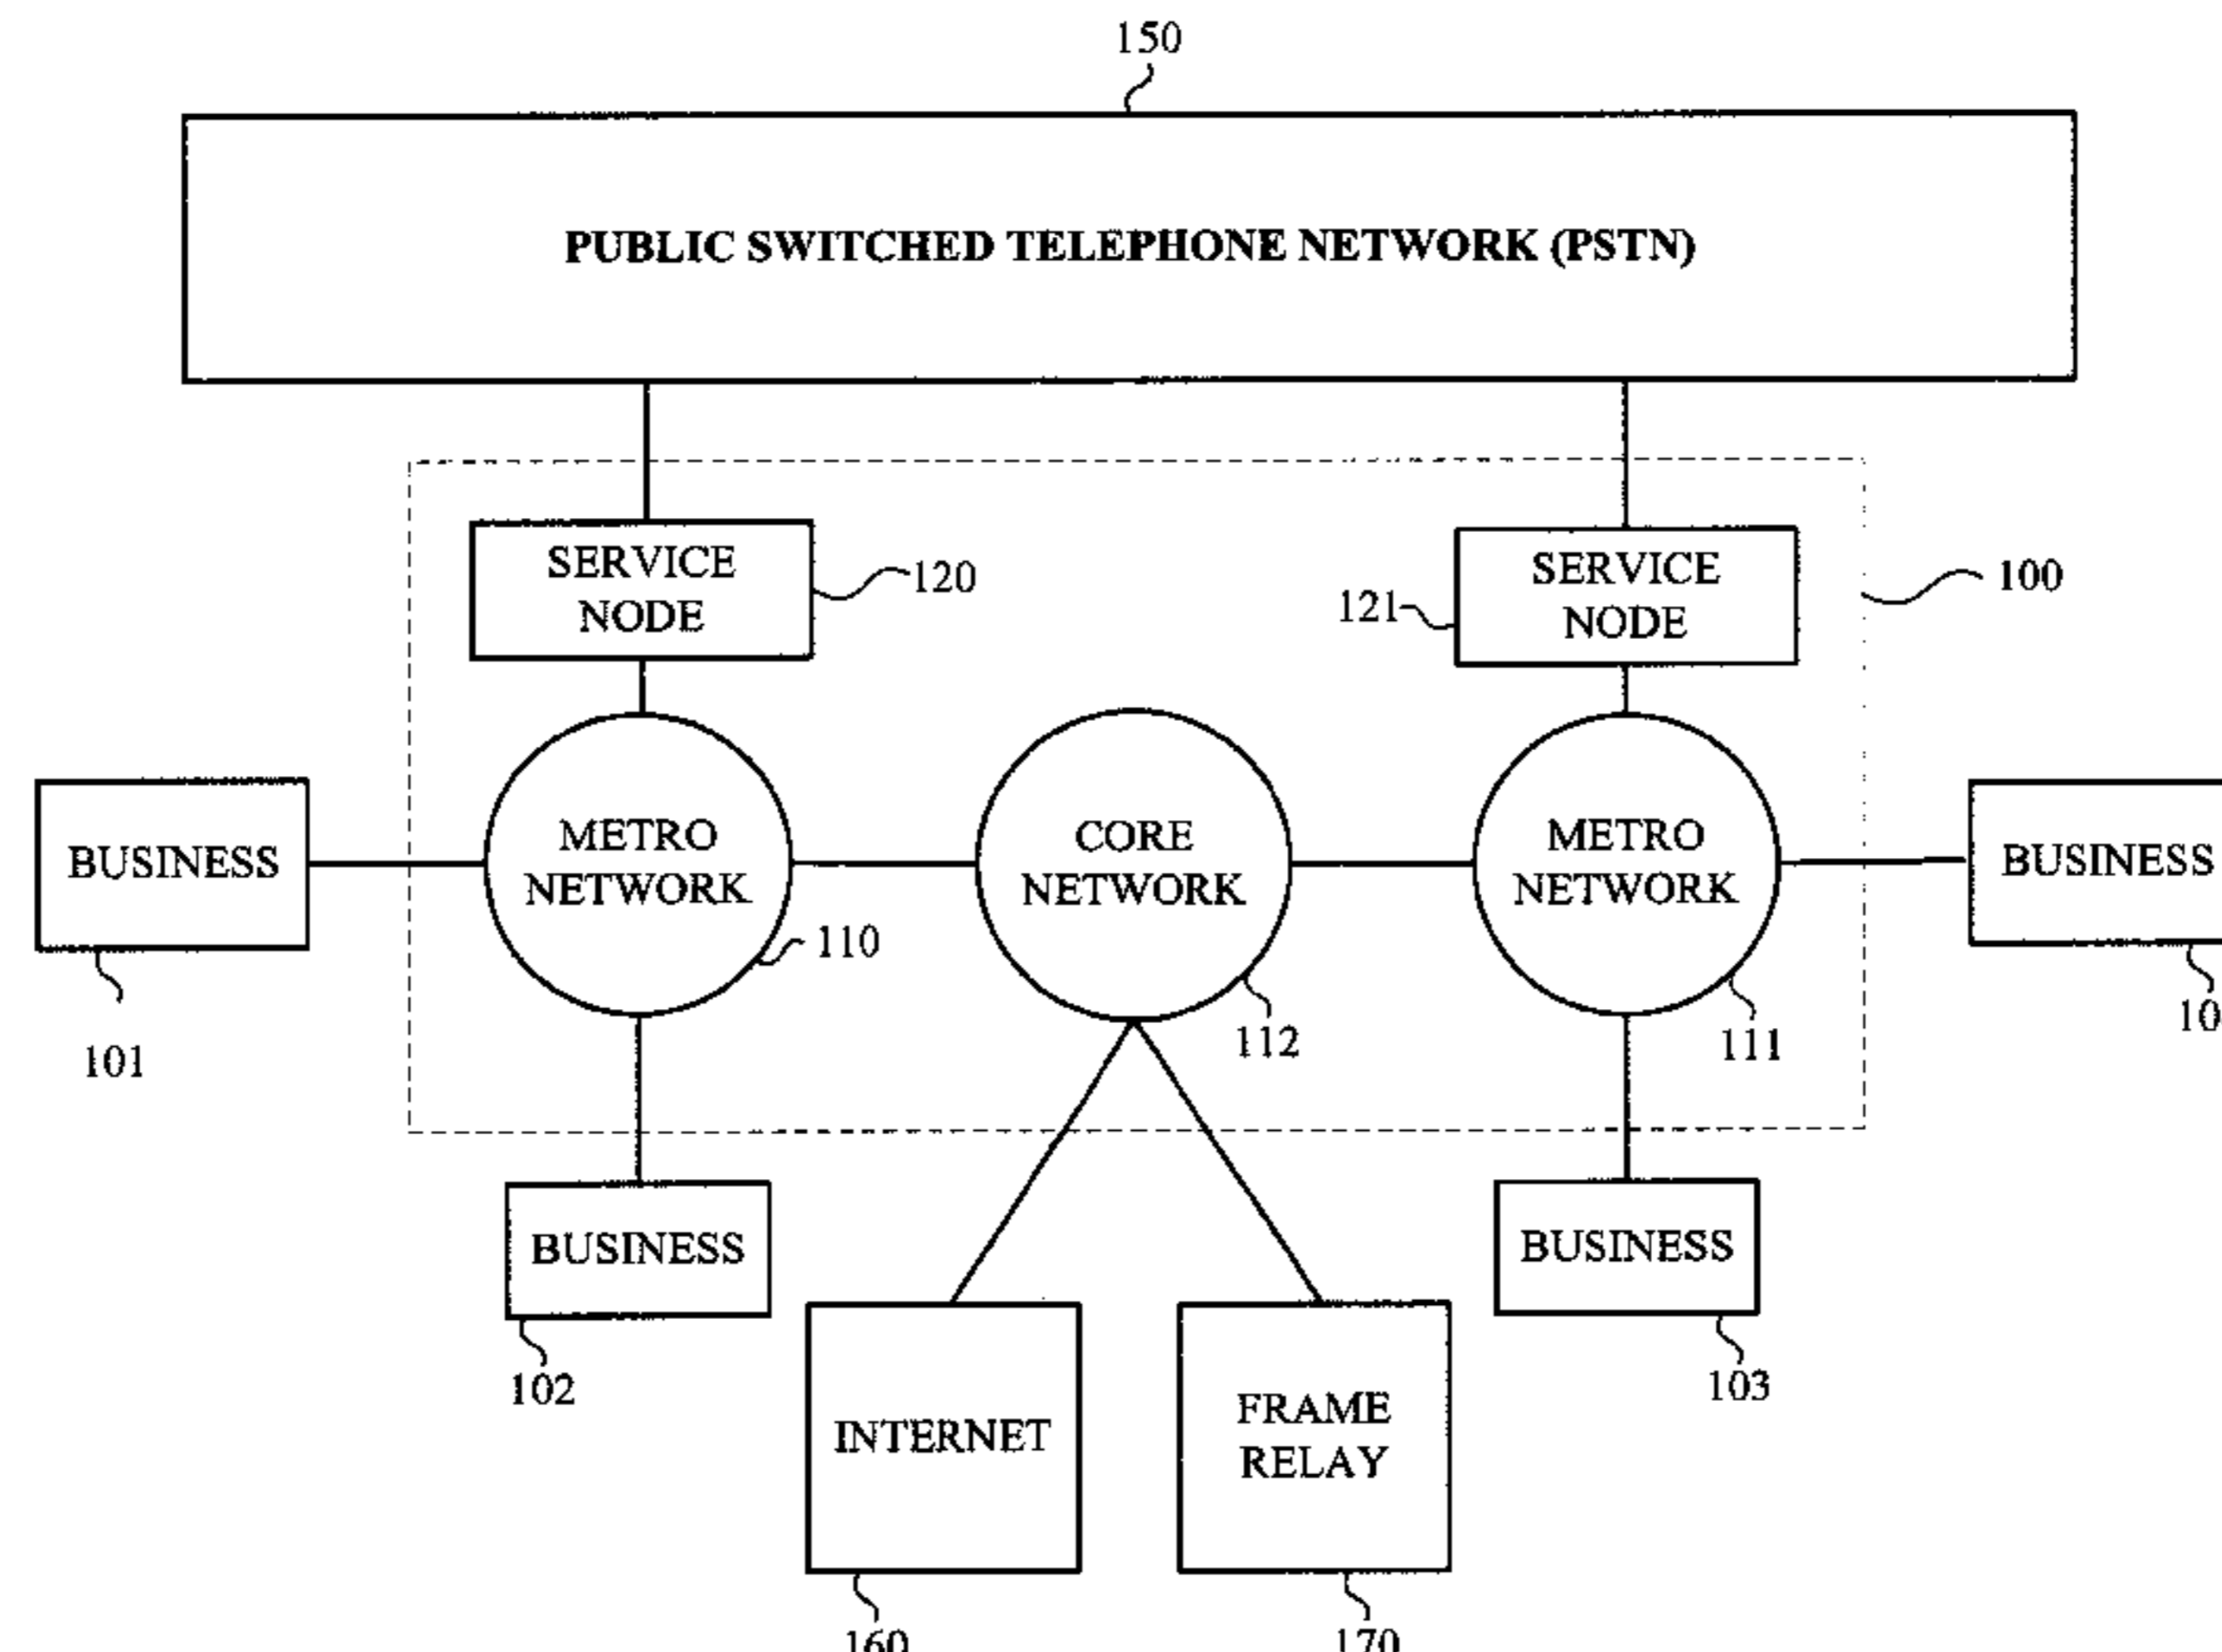 150
PUBLIC SWITCHED TELEPHONE NETWORK (PSTN)
SERVICE
NODE
120
121
SERVICE
NODE
100
BUSINESS
METRO
NETWORK
CORE
NETWORK
METRO
NETWORK
BUSINESS
110
101
112
111
10
BUSINESS
BUSINESS
102
103
INTERNET
FRAME
RELAY
160
170